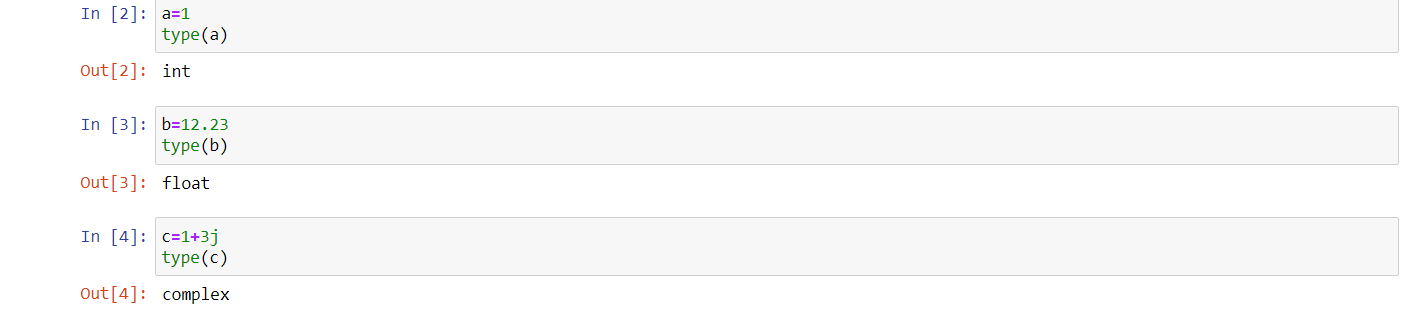 In [2]: a=1
type(a)
Out[2]: int
In [3]: b=12.23
type(b)
Out[3]: float
In [4]: c=1+3j
type(c)
Out[4]: complex